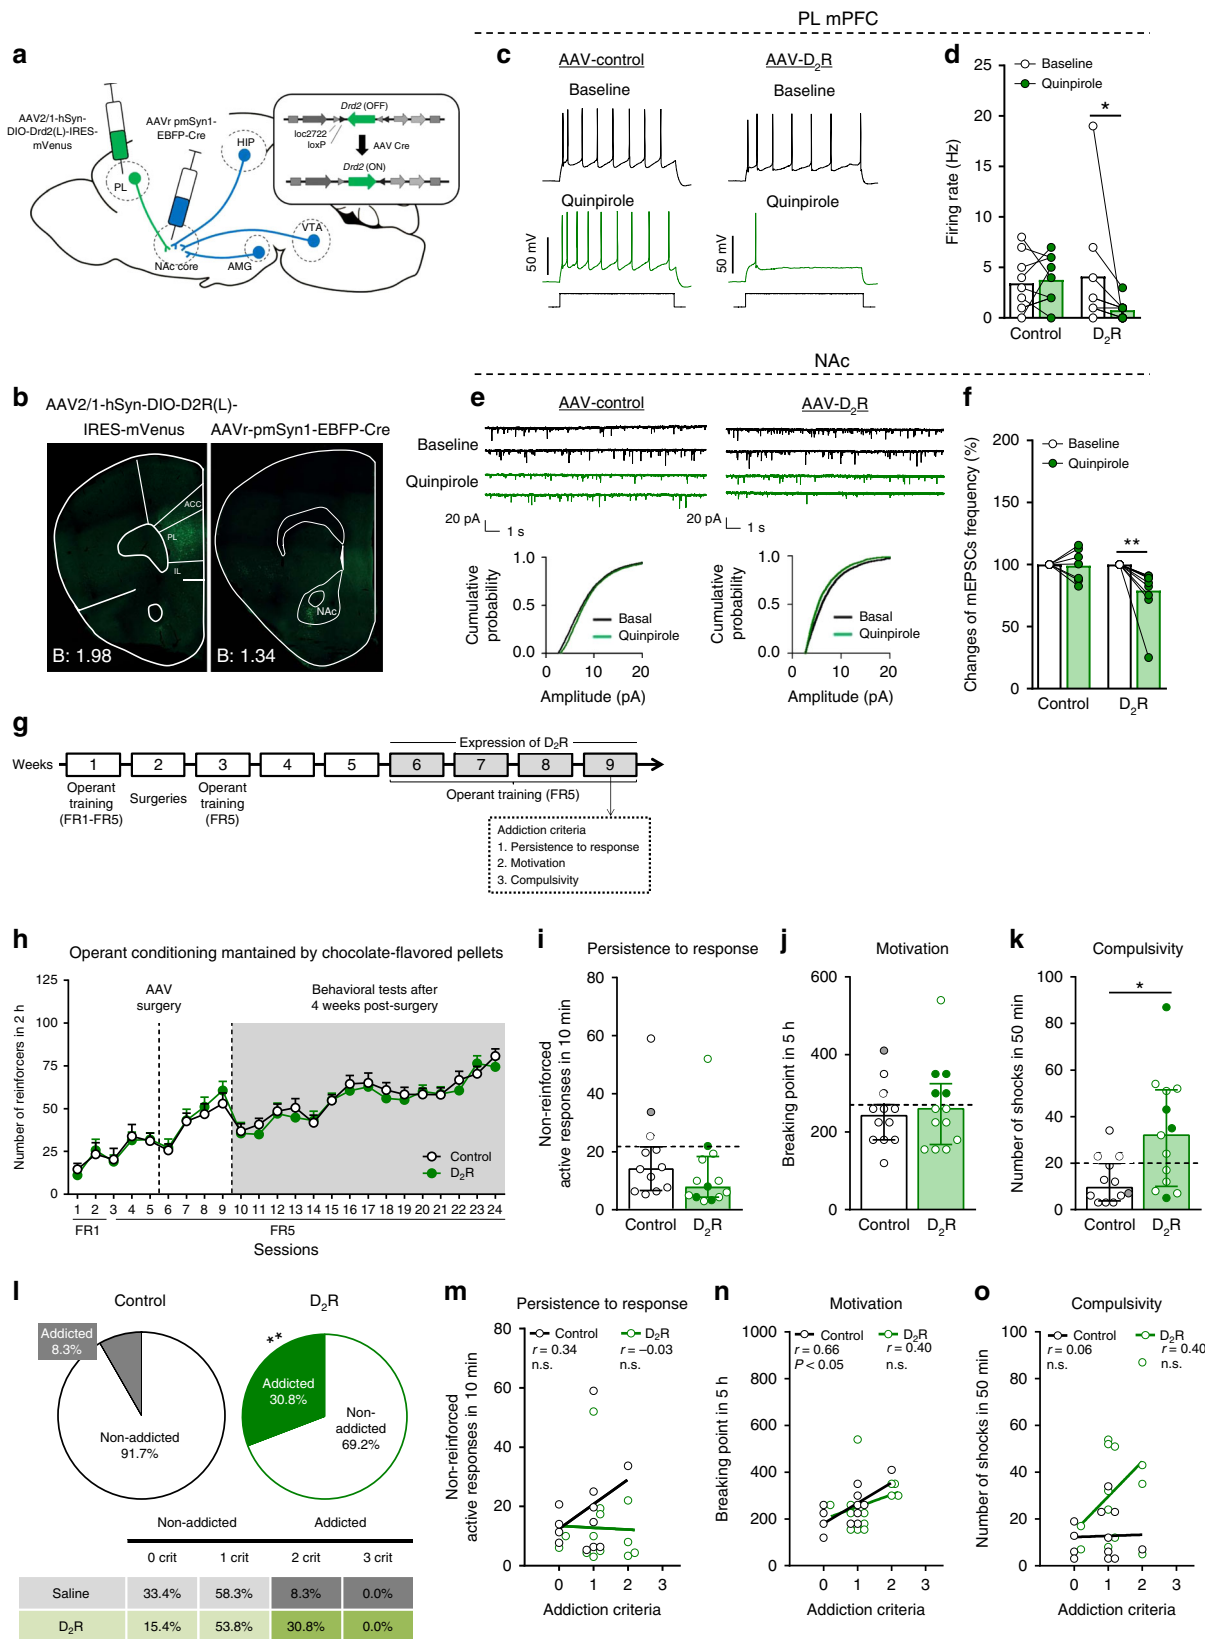 PL mPFC
a
AAV2/1-hSyn-
DIO-Drd2(L)-IRES-
mVenus
AAVr pmSyn1-
EBFP-Cre
HIP
PL
NAc core
AMG
VTA
Drd2 (OFF)
loc2722
loxP
AAV Cre
Drd2 (ON)
c
AAV-control
AAV-D2R
Baseline
Baseline
Quinpirole
Quinpirole
50 mV
50 mV
d
Baseline
Quinpirole
*
Firing rate (Hz)
25
20
15
10
5
0
Control
D2R
NAc
b
AAV2/1-hSyn-DIO-D2R(L)-
IRES-mVenus
AAVr-pmSyn1-EBFP-Cre
ACC
PL
IL
NAc
B: 1.98
B: 1.34
e
AAV-control
AAV-D2R
Baseline
Quinpirole
20 pA
1 s
20 pA
1 s
Cumulative
probability
1.0
0.5
0.0
Basal
Quinpirole
0 10 20
Amplitude (pA)
Cumulative
probability
1.0
0.5
0.0
Basal
Quinpirole
0 10 20
Amplitude (pA)
f
Baseline
Quinpirole
**
Changes of mEPSCs frequency (%)
200
150
100
50
0
Control
D2R
g
Expression of D2R
Weeks
1 2 3 4 5 6 7 8 9
Operant
training
(FR1-FR5)
Surgeries
Operant
training
(FR5)
Operant training (FR5)
Addiction criteria
1. Persistence to response
2. Motivation
3. Compulsivity
h
Operant conditioning mantained by chocolate-flavored pellets
AAV
surgery
Behavioral tests after
4 weeks post-surgery
Number of reinforcers in 2 h
125
100
75
50
25
0
Control
D2R
1 2 3 4 5 6 7 8 9 10 11 12 13 14 15 16 17 18 19 20 21 22 23 24
FR1
FR5
Sessions
i
Persistence to response
Non-reinforced
active responses in 10 min
80
60
40
20
0
Control
D2R
j
Motivation
Breaking point in 5 h
600
400
200
0
Control
D2R
k
Compulsivity
*
Number of shocks in 50 min
100
80
60
40
20
0
Control
D2R
l
Control
D2R
Addicted
8.3%
Non-addicted
91.7%
**
Addicted
30.8%
Non-
addicted
69.2%
Non-addicted
Addicted
0 crit 1 crit 2 crit 3 crit
Saline 33.4% 58.3% 8.3% 0.0%
D2R 15.4% 53.8% 30.8% 0.0%
m
Persistence to response
Control
r = 0.34
n.s.
D2R
r = –0.03
n.s.
Non-reinforced
active responses in 10 min
80
60
40
20
0
0 1 2 3
Addiction criteria
n
Motivation
Control
r = 0.66
P < 0.05
D2R
r = 0.40
n.s.
Breaking point in 5 h
1000
800
600
400
200
0
0 1 2 3
Addiction criteria
o
Compulsivity
Control
r = 0.06
n.s.
D2R
r = 0.40
n.s.
Number of shocks in 50 min
100
80
60
40
20
0
0 1 2 3
Addiction criteria